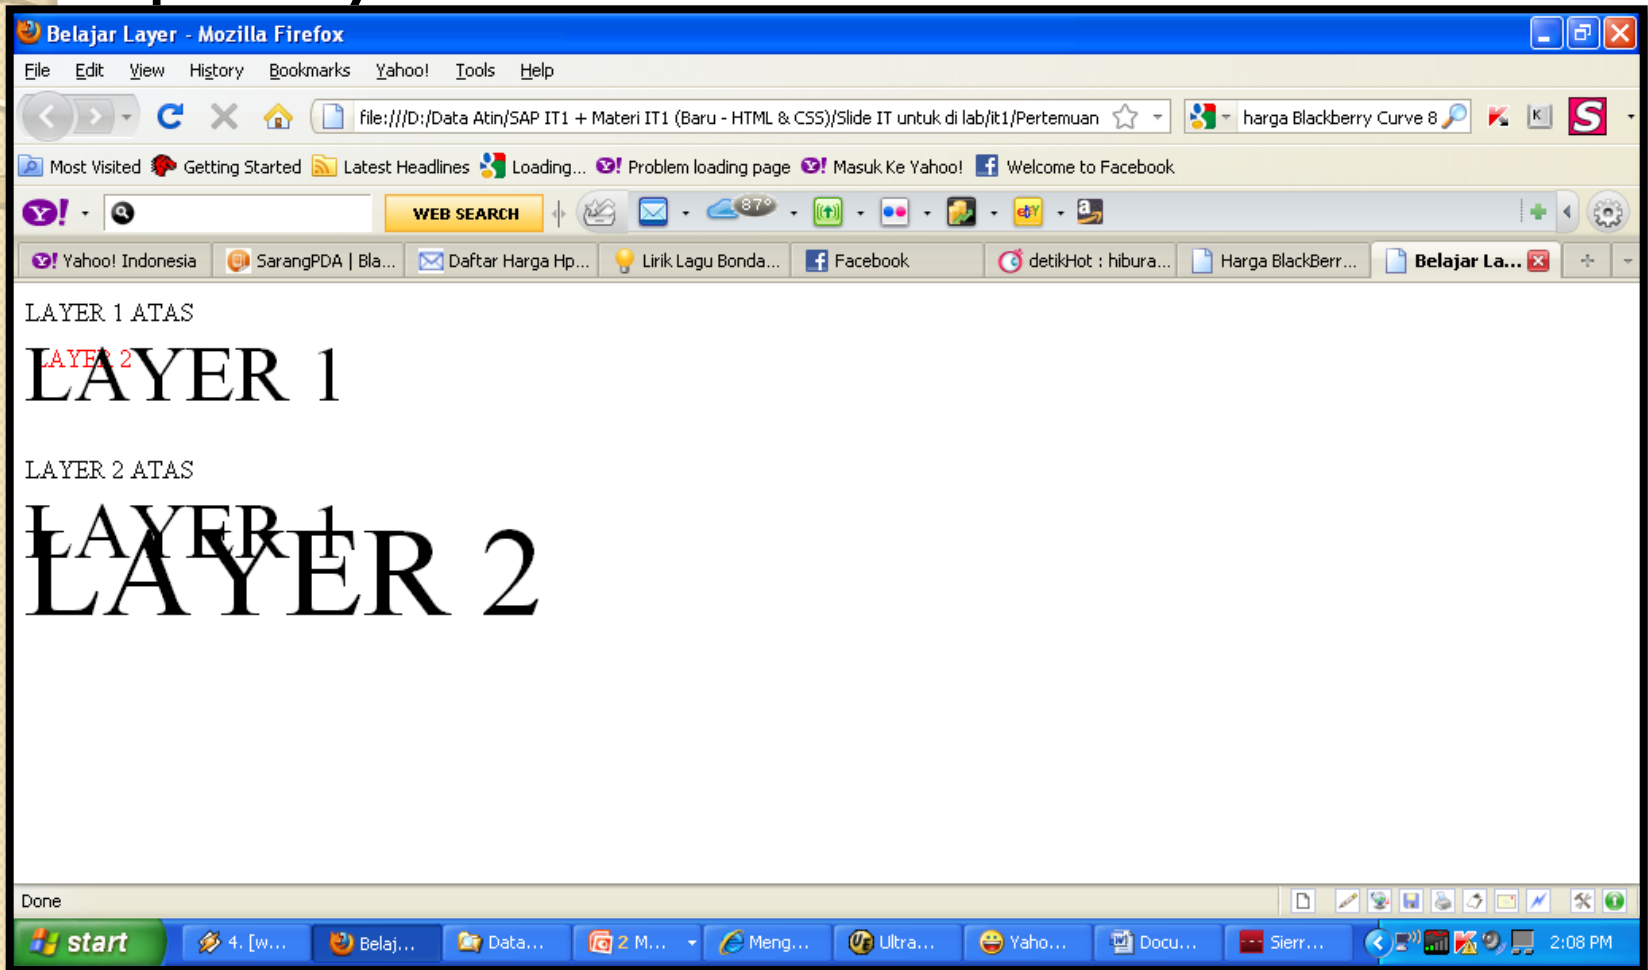 Belajar Layer - Mozilla Firefox
File Edit View History Bookmarks Yahoo! Tools Help
file:///D:/Data Atin/SAP IT1 + Materi IT1 (Baru - HTML & CSS)/Slide IT untuk di lab/it1/Pertemuan harga Blackberry Curve 8 K S
Most Visited Getting Started Latest Headlines Loading... Problem loading page Masuk Ke Yahoo! Welcome to Facebook
Y! WEB SEARCH 87° ebY a
Yahoo! Indonesia SarangPDA | Bla... Daftar Harga Hp... Lirik Lagu Bonda... Facebook detikHot : hibura... Harga BlackBerr... Belajar La...
LAYER 1 ATAS
LAYER 2
LAYER 1
LAYER 2 ATAS
LAYER 1
LAYER 2
Done
start 4. [w... Belaj... Data... 2 M... Meng... Ultra... Yaho... Docu... Sierr... 2:08 PM